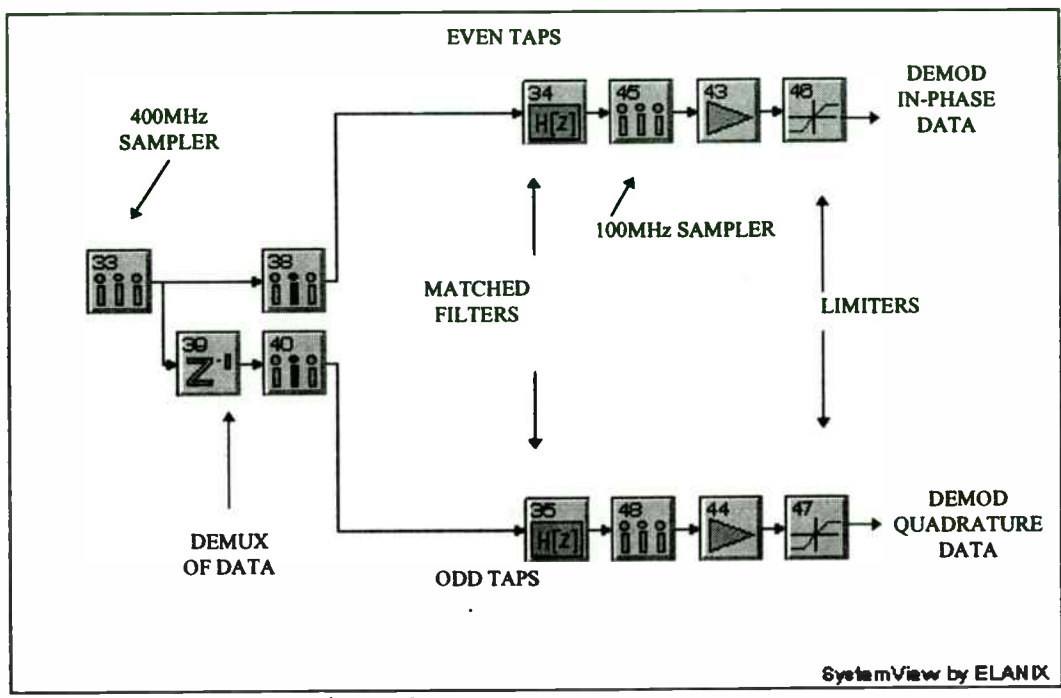 EVEN TAPS
34
45
43
46
H[Z]
DEMOD
IN-PHASE
DATA
400MHz
SAMPLER
100MHz SAMPLER
33
38
MATCHED
FILTERS
LIMITERS
39
Z⁻¹
40
DEMUX
OF DATA
35
48
44
47
H[Z]
DEMOD
QUADRATURE
DATA
ODD TAPS
SystemView by ELANIX